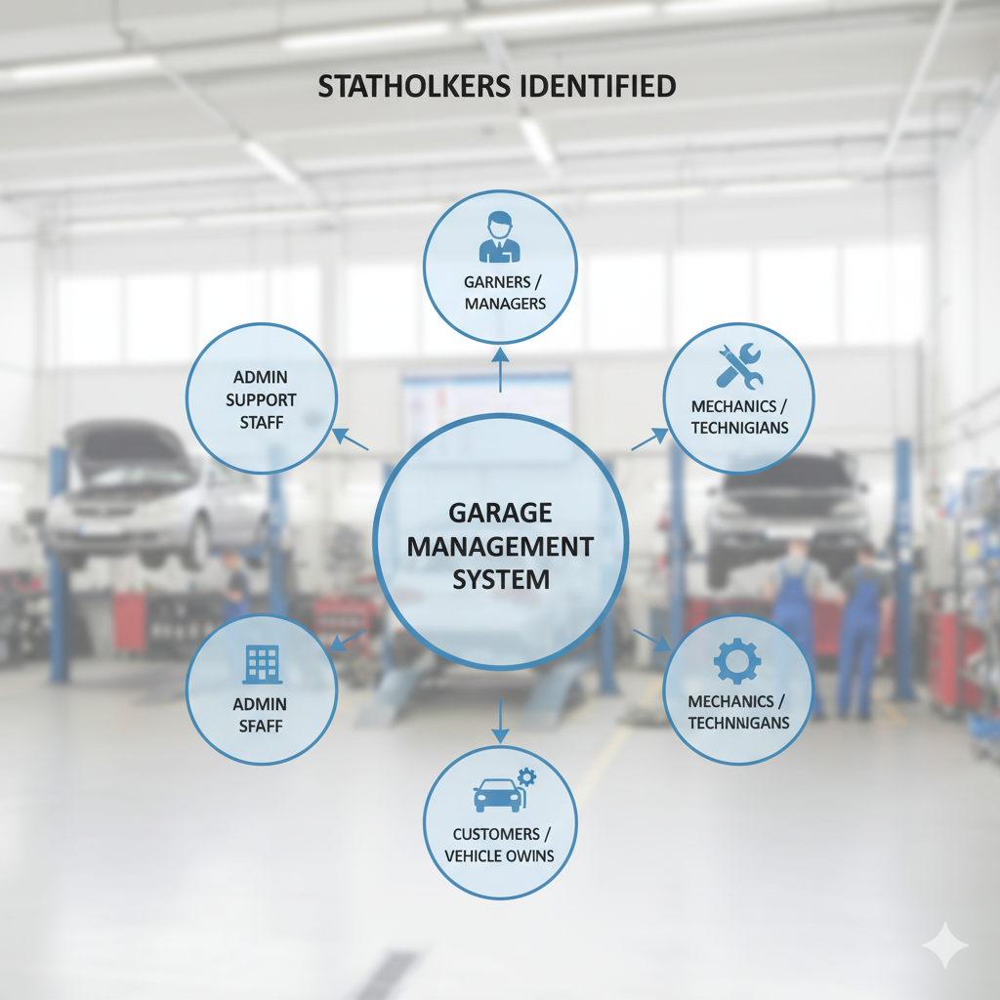 STATHOLKERS IDENTIFIED
GARNERS /
MANAGERS
ADMIN
SUPPORT
STAFF
MECHANICS /
TECHNIGIANS
GARAGE
MANAGEMENT
SYSTEM
ADMIN
SFAFF
MECHANICS /
TECHNNIGANS
CUSTOMERS /
VEHICLE OWINS